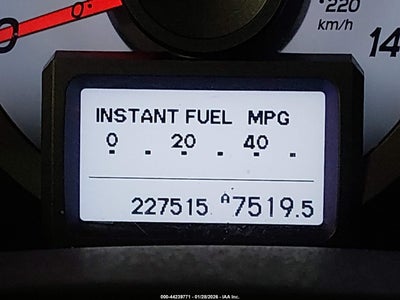 220
km/h
0
14
INSTANT FUEL MPG
0 . 20 . 40 .
227515 A7519.5
000-44239771 - 01/28/2026 - IAA Inc.